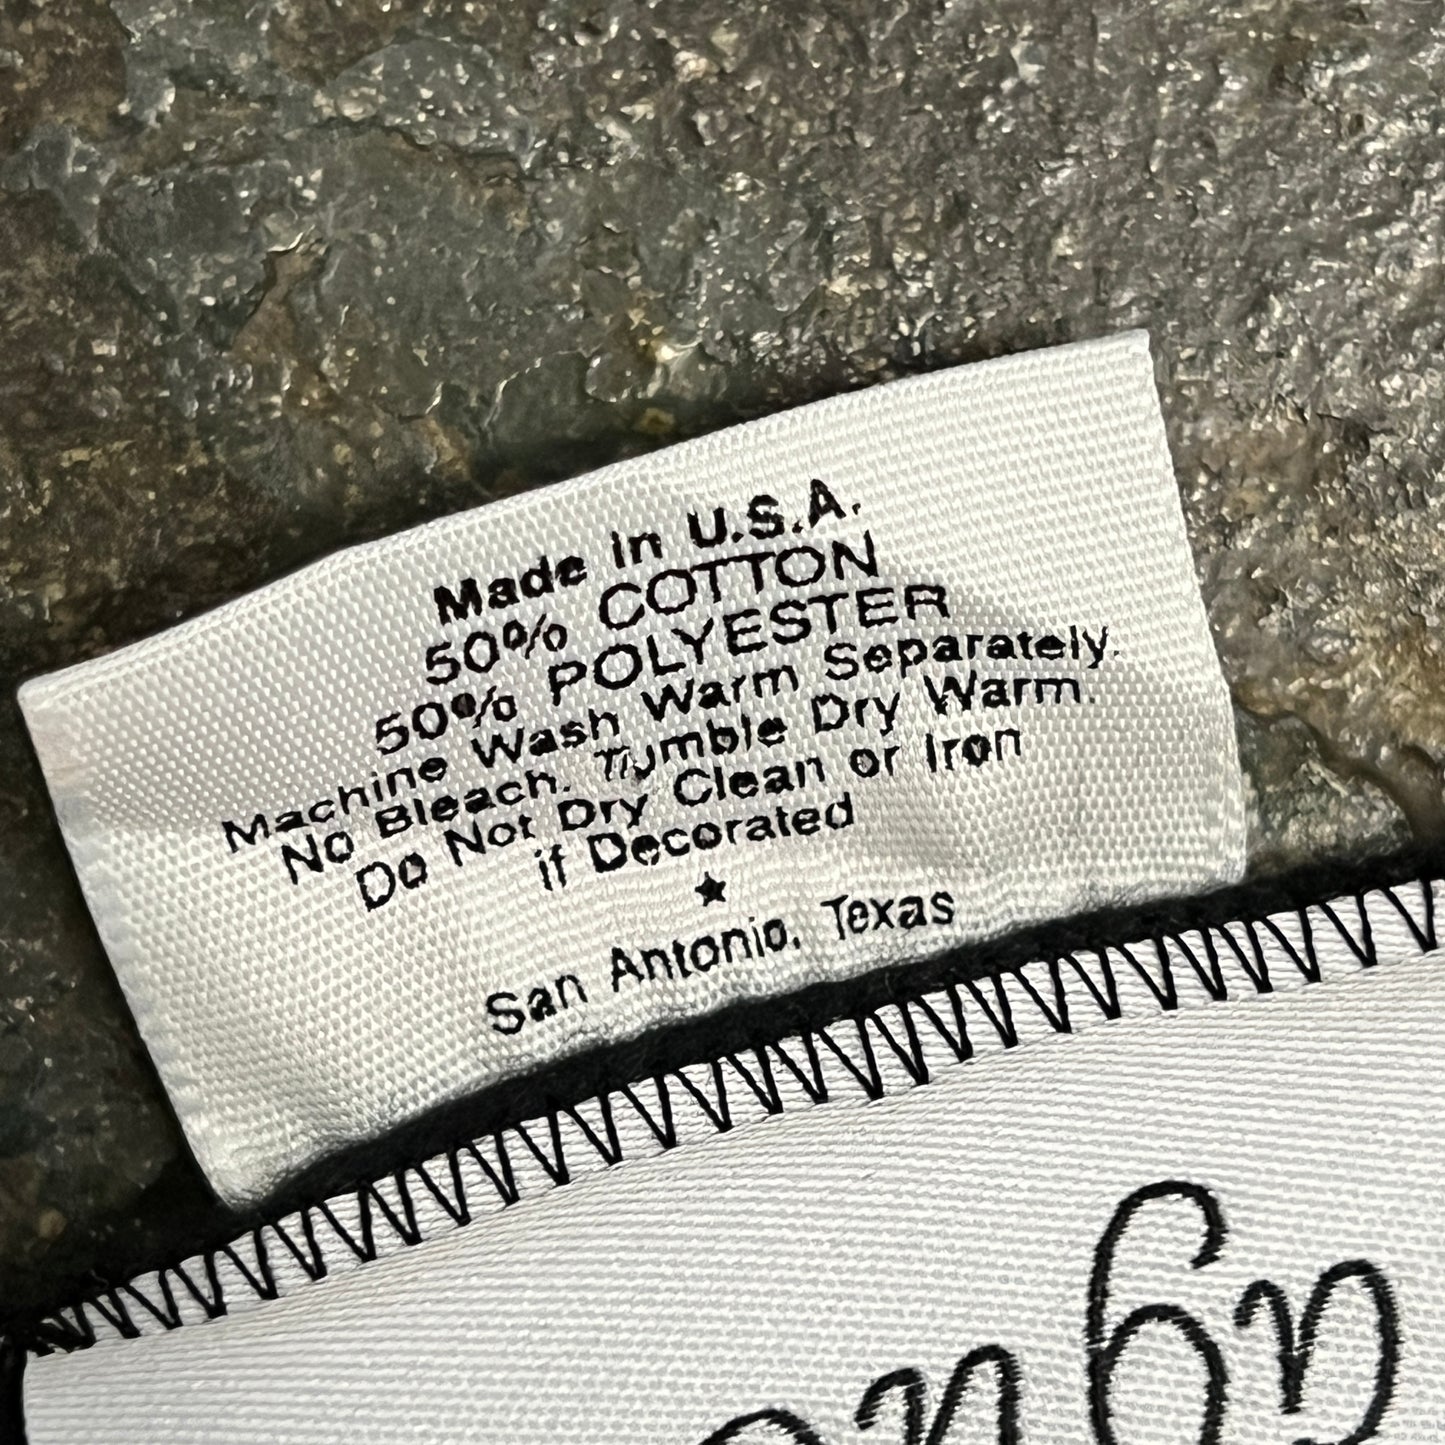 Made in U.S.A.
50% COTTON
50% POLYESTER
Machine Wash Warm Separately.
No Bleach. Tumble Dry Warm.
Do Not Dry Clean or Iron
if Decorated
San Antonio, Texas